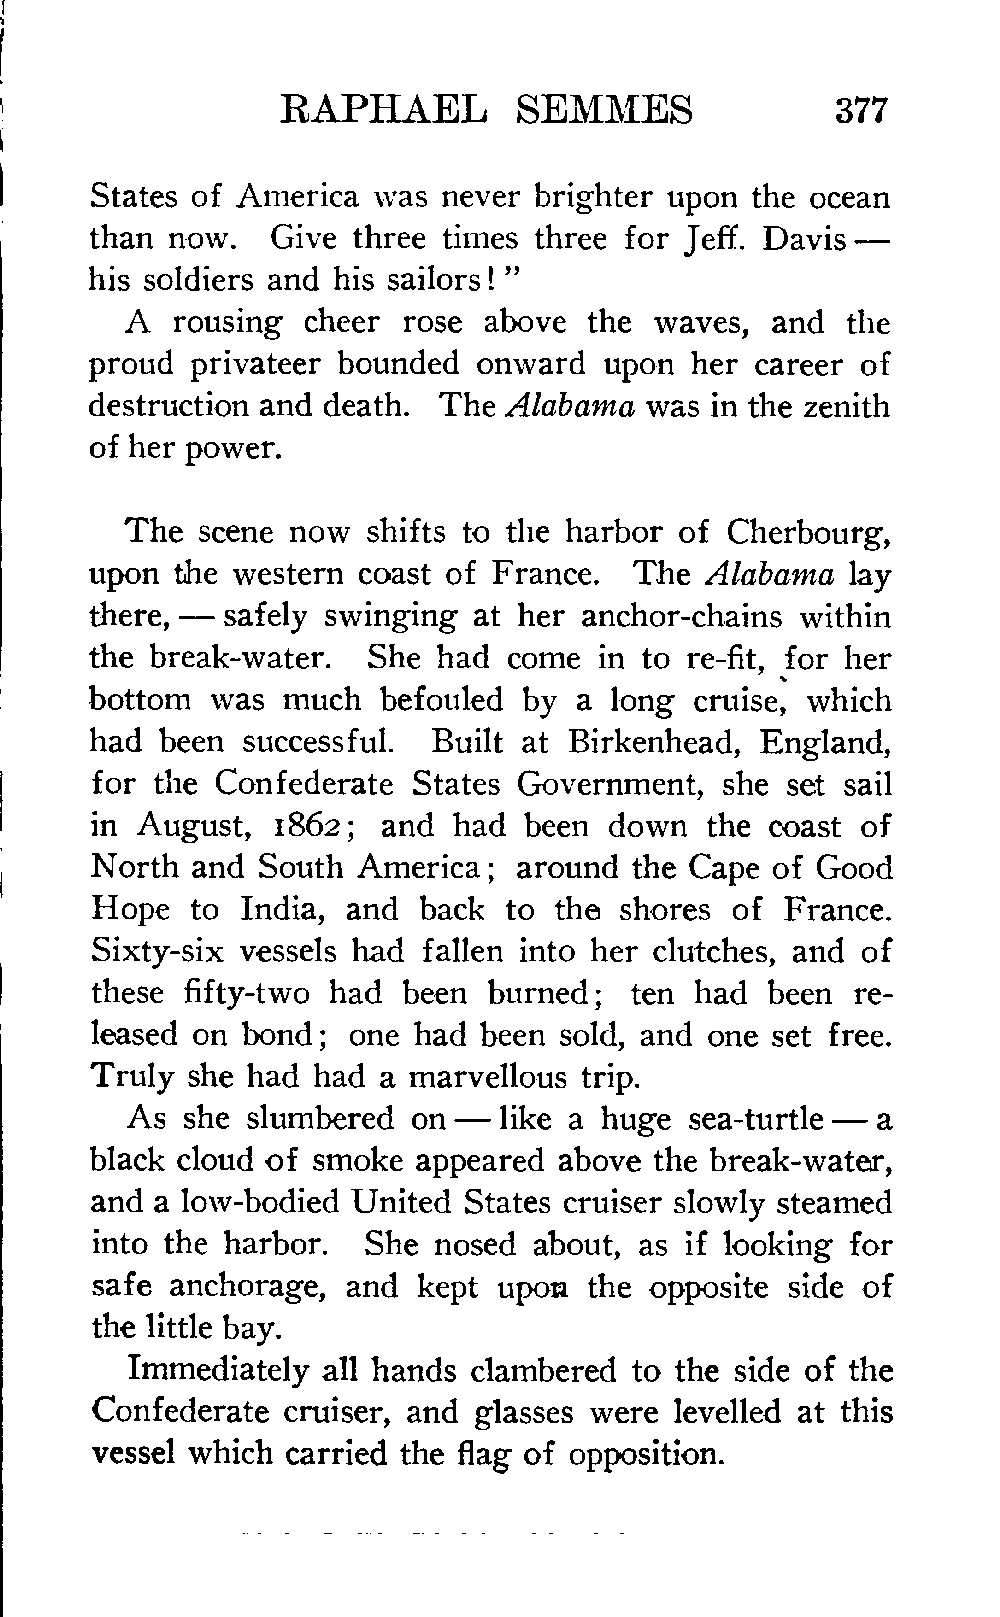 RAPHAEL SEMMES 377
States of America was never brighter upon the ocean
than now. Give three times three for Jeff. Davis —
his soldiers and his sailors! "
A rousing cheer rose above the waves, and the
proud privateer bounded onward upon her career of
destruction and death. The Alabama was in the zenith
of her power.
The scene now shifts to the harbor of Cherbourg,
upon the western coast of France. The Alabama lay
there, — safely swinging at her anchor-chains within
the break-water. She had come in to re-fit, for her
bottom was much befouled by a long cruise, which
had been successful. Built at Birkenhead, England,
for the Confederate States Government, she set sail
in August, 1862; and had been down the coast of
North and South America; around the Cape of Good
Hope to India, and back to the shores of France.
Sixty-six vessels had fallen into her clutches, and of
these fifty-two had been burned; ten had been re-
leased on bond; one had been sold, and one set free.
Truly she had had a marvellous trip.
As she slumbered on — like a huge sea-turtle — a
black cloud of smoke appeared above the break-water,
and a low-bodied United States cruiser slowly steamed
into the harbor. She nosed about, as if looking for
safe anchorage, and kept upon the opposite side of
the little bay.
Immediately all hands clambered to the side of the
Confederate cruiser, and glasses were levelled at this
vessel which carried the flag of opposition.